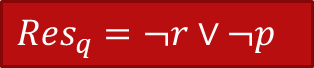 Res_q = ¬r ∨ ¬p